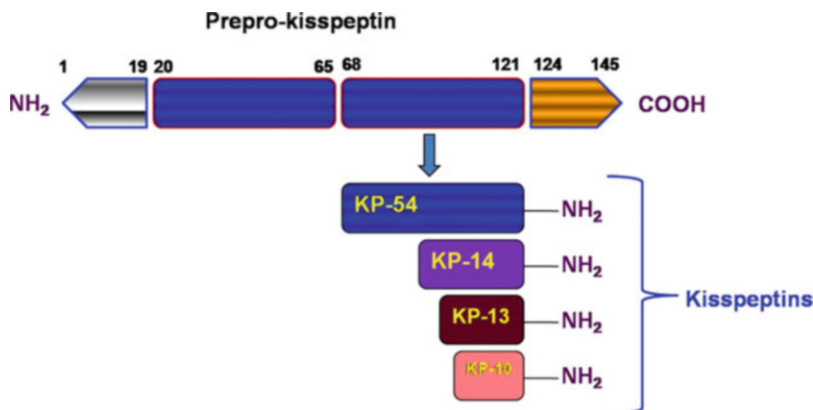 Prepro-kisspeptin
1 19 20 65 68 121 124 145
NH₂ COOH
KP-54 NH₂
KP-14 NH₂
KP-13 NH₂
KP-10 NH₂
Kisspeptins